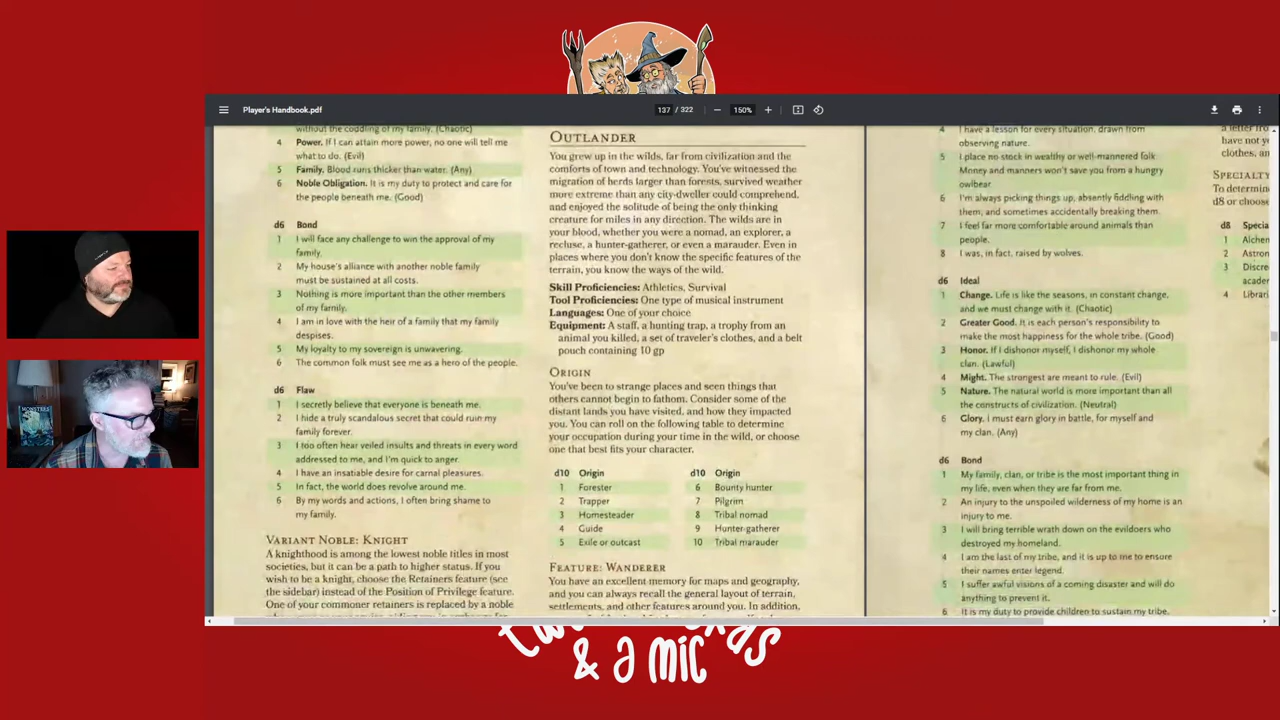 Player's Handbook.pdf
137 / 322
150%
without the coddling of my family. (Chaotic)
4 Power. If I can attain more power, no one will tell me
what to do. (Evil)
5 Family. Blood runs thicker than water. (Any)
6 Noble Obligation. It is my duty to protect and care for
the people beneath me. (Good)
d6 Bond
1 I will face any challenge to win the approval of my
family.
2 My house's alliance with another noble family
must be sustained at all costs.
3 Nothing is more important than the other members
of my family.
4 I am in love with the heir of a family that my family
despises.
5 My loyalty to my sovereign is unwavering.
6 The common folk must see me as a hero of the people.
d6 Flaw
1 I secretly believe that everyone is beneath me.
2 I hide a truly scandalous secret that could ruin my
family forever.
3 I too often hear veiled insults and threats in every word
addressed to me, and I'm quick to anger.
4 I have an insatiable desire for carnal pleasures.
5 In fact, the world does revolve around me.
6 By my words and actions, I often bring shame to
my family.
VARIANT NOBLE: KNIGHT
A knighthood is among the lowest noble titles in most
societies, but it can be a path to higher status. If you
wish to be a knight, choose the Retainers feature (see
the sidebar) instead of the Position of Privilege feature.
One of your commoner retainers is replaced by a noble
OUTLANDER
You grew up in the wilds, far from civilization and the
comforts of town and technology. You've witnessed the
migration of herds larger than forests, survived weather
more extreme than any city-dweller could comprehend,
and enjoyed the solitude of being the only thinking
creature for miles in any direction. The wilds are in
your blood, whether you were a nomad, an explorer, a
recluse, a hunter-gatherer, or even a marauder. Even in
places where you don't know the specific features of the
terrain, you know the ways of the wild.
Skill Proficiencies: Athletics, Survival
Tool Proficiencies: One type of musical instrument
Languages: One of your choice
Equipment: A staff, a hunting trap, a trophy from an
animal you killed, a set of traveler's clothes, and a belt
pouch containing 10 gp
ORIGIN
You've been to strange places and seen things that
others cannot begin to fathom. Consider some of the
distant lands you have visited, and how they impacted
you. You can roll on the following table to determine
your occupation during your time in the wild, or choose
one that best fits your character.
d10 Origin d10 Origin
1 Forester 6 Bounty hunter
2 Trapper 7 Pilgrim
3 Homesteader 8 Tribal nomad
4 Guide 9 Hunter-gatherer
5 Exile or outcast 10 Tribal marauder
FEATURE: WANDERER
You have an excellent memory for maps and geography,
and you can always recall the general layout of terrain,
settlements, and other features around you. In addition,
4 I have a lesson for every situation, drawn from
observing nature.
5 I place no stock in wealthy or well-mannered folk
Money and manners won't save you from a hungry
owlbear.
6 I'm always picking things up, absently fiddling with
them, and sometimes accidentally breaking them.
7 I feel far more comfortable around animals than
people.
8 I was, in fact, raised by wolves.
d6 Ideal
1 Change. Life is like the seasons, in constant change,
and we must change with it. (Chaotic)
2 Greater Good. It is each person's responsibility to
make the most happiness for the whole tribe. (Good)
3 Honor. If I dishonor myself, I dishonor my whole
clan. (Lawful)
4 Might. The strongest are meant to rule. (Evil)
5 Nature. The natural world is more important than all
the constructs of civilization. (Neutral)
6 Glory. I must earn glory in battle, for myself and
my clan. (Any)
d6 Bond
1 My family, clan, or tribe is the most important thing in
my life, even when they are far from me.
2 An injury to the unspoiled wilderness of my home is an
injury to me.
3 I will bring terrible wrath down on the evildoers who
destroyed my homeland.
4 I am the last of my tribe, and it is up to me to ensure
their names enter legend.
5 I suffer awful visions of a coming disaster and will do
anything to prevent it.
6 It is my duty to provide children to sustain my tribe.
have not y
clothes, an
SPECIALTY
To determin
d8 or choose
d8 Specia
1 Alchem
2 Astron
3 Discre
acader
4 Librari
MONSTERS
& a mic